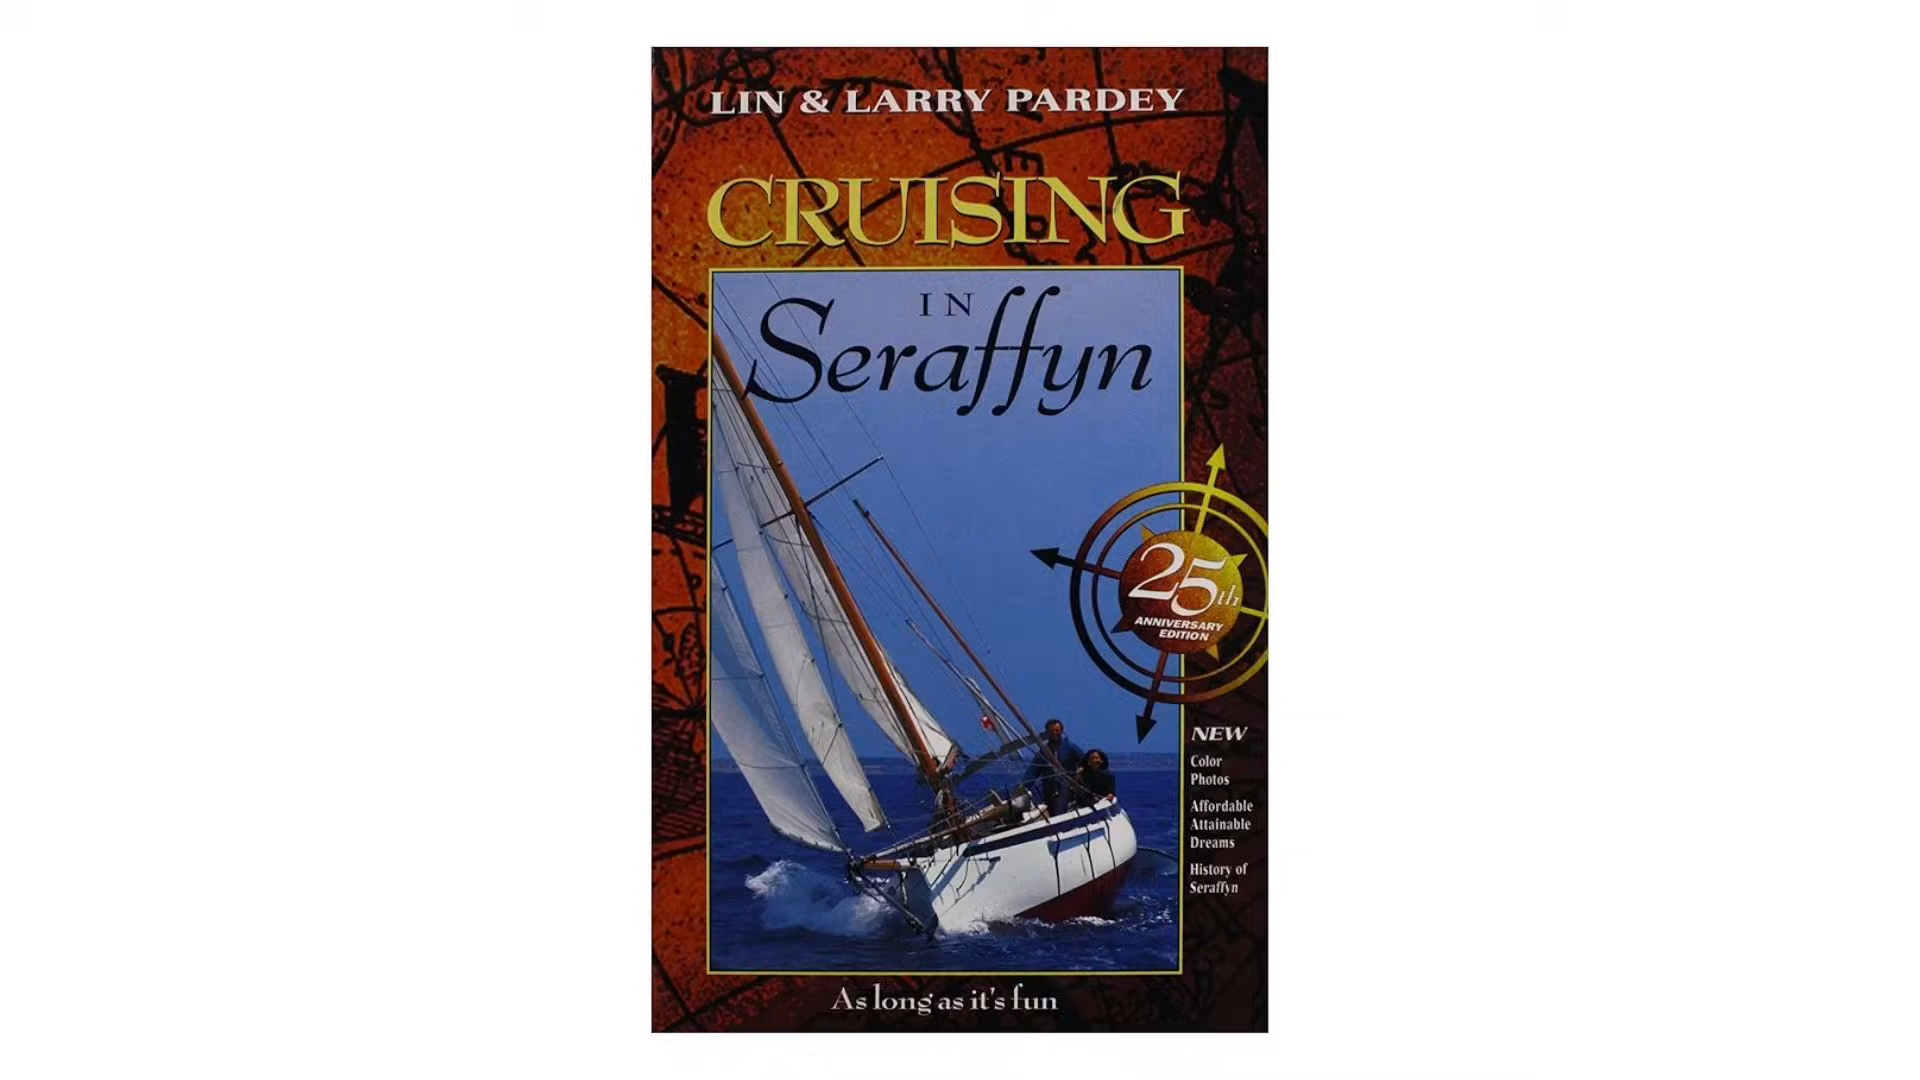 LIN & LARRY PARDEY
CRUISING
IN
Seraffyn
25th
ANNIVERSARY
EDITION
NEW
Color
Photos
Affordable
Attainable
Dreams
History of
Seraffyn
As long as it's fun